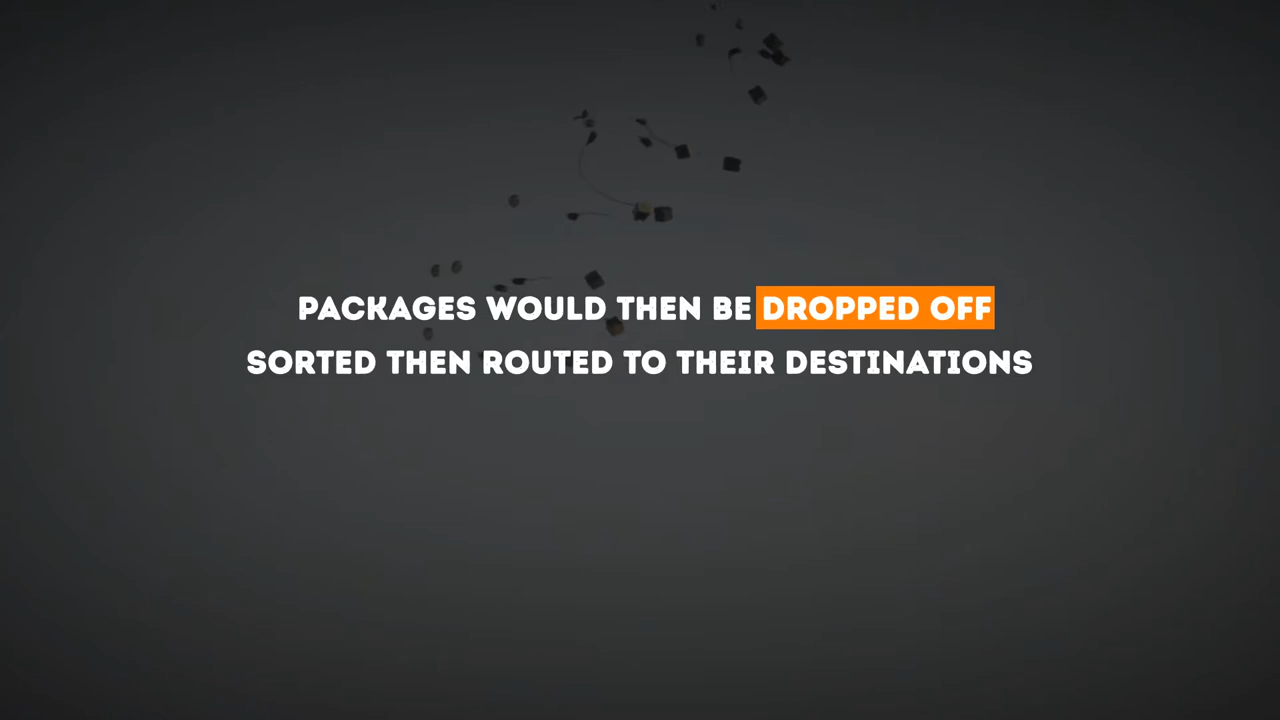 PACKAGES WOULD THEN BE DROPPED OFF
SORTED THEN ROUTED TO THEIR DESTINATIONS